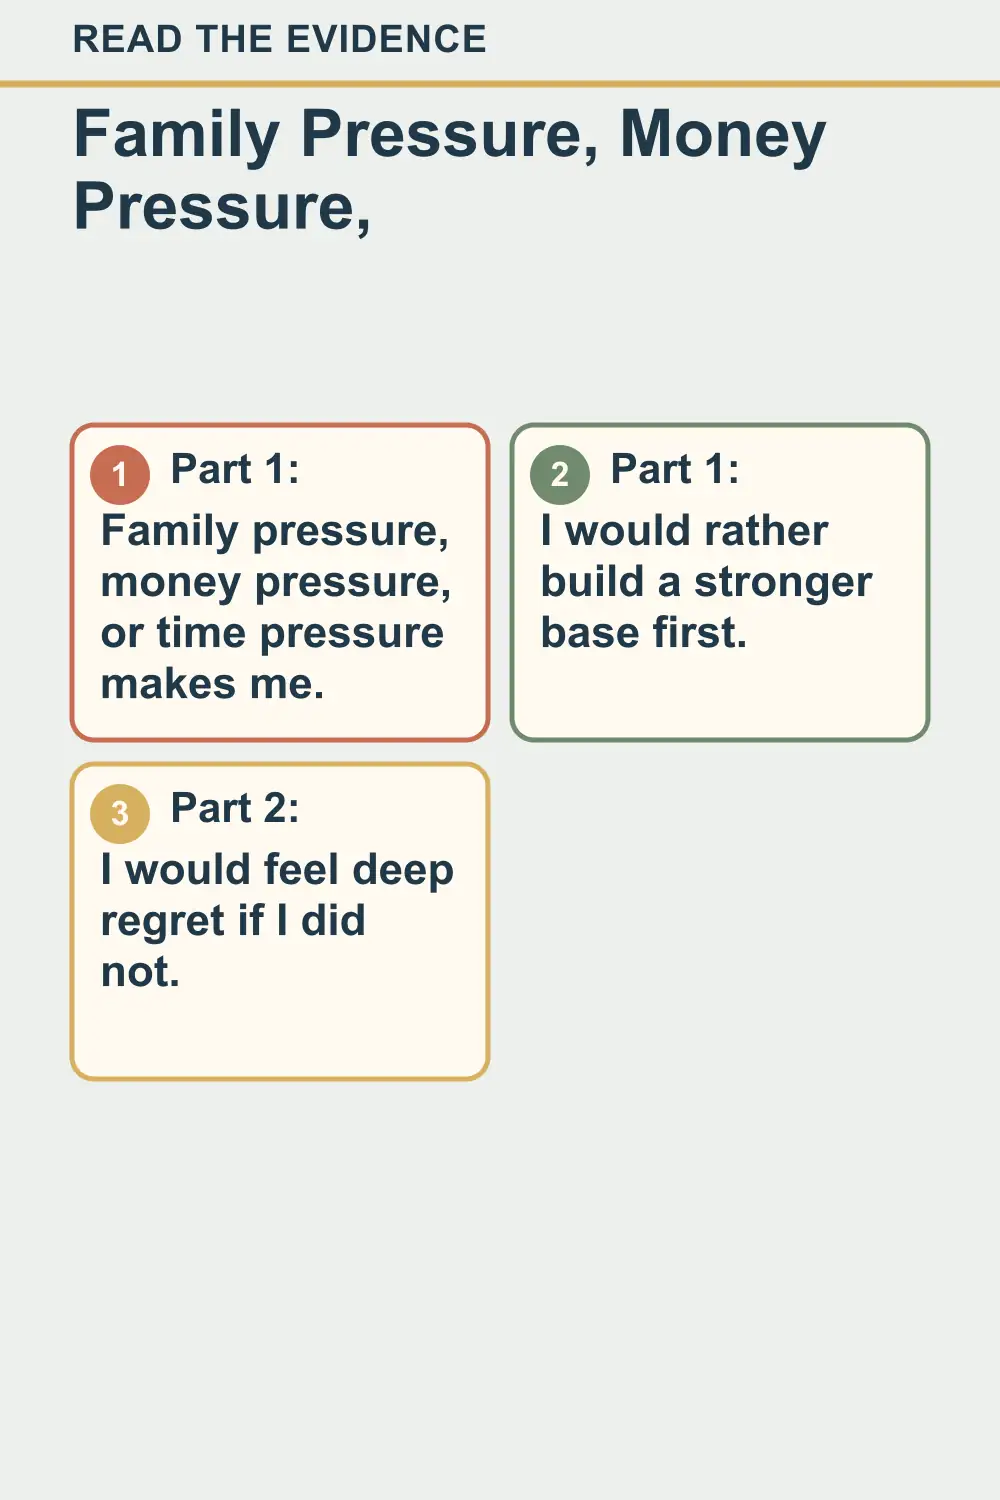 READ THE EVIDENCE
Family Pressure, Money
Pressure,
1 Part 1:
Family pressure,
money pressure,
or time pressure
makes me.
2 Part 1:
I would rather
build a stronger
base first.
3 Part 2:
I would feel deep
regret if I did
not.